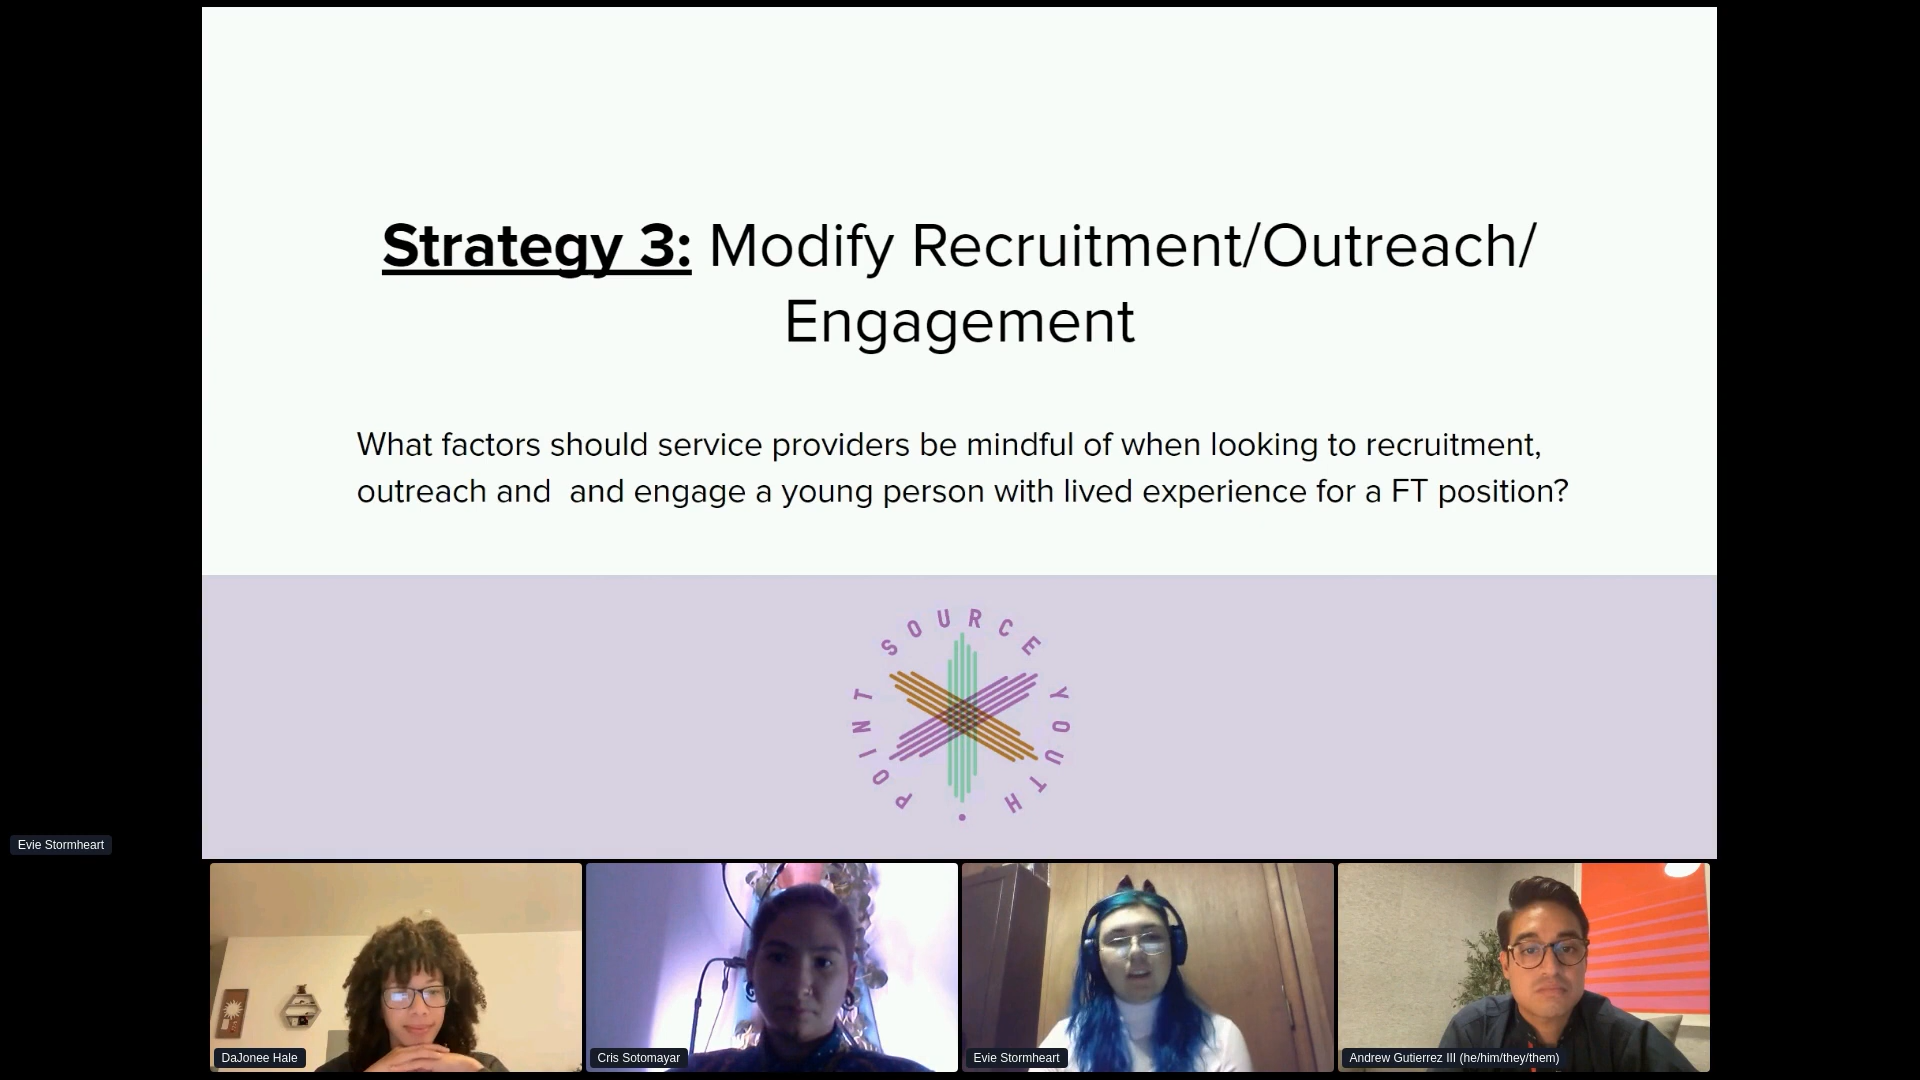 Strategy 3: Modify Recruitment/Outreach/
Engagement
What factors should service providers be mindful of when looking to recruitment,
outreach and  and engage a young person with lived experience for a FT position?
POINT SOURCE YOUTH •
Evie Stormheart
DaJonee Hale
Cris Sotomayar
Evie Stormheart
Andrew Gutierrez III (he/him/they/them)